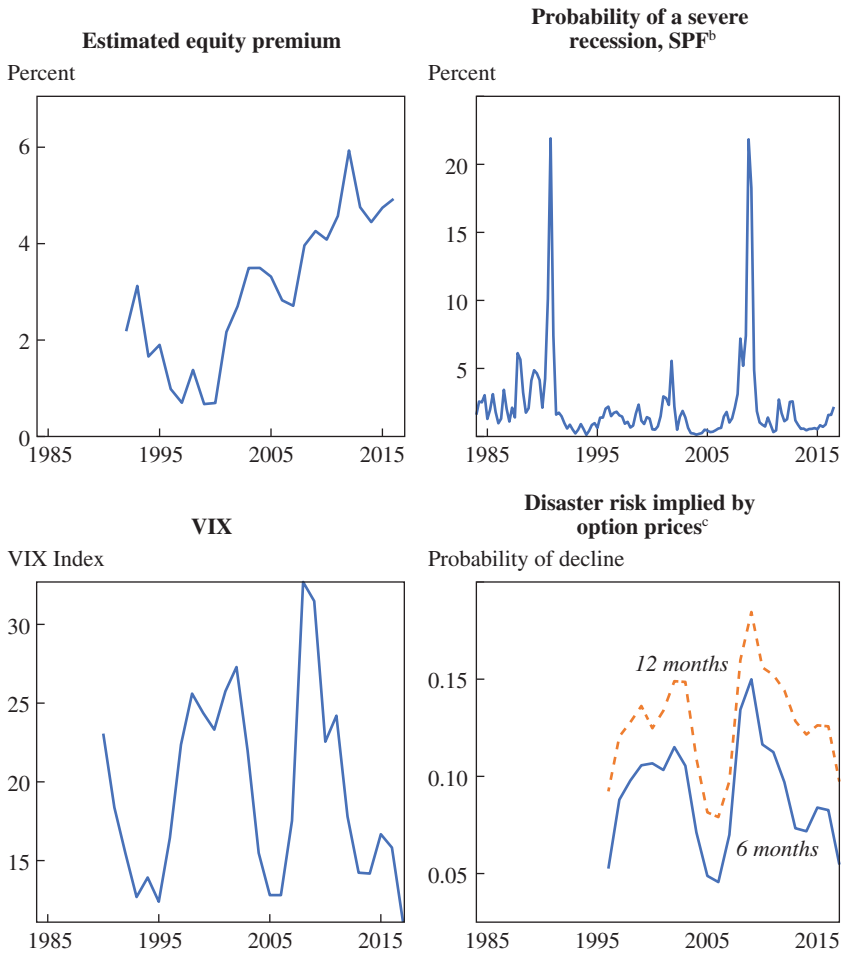 Estimated equity premium
Percent
6
4
2
0
1985 1995 2005 2015
Probability of a severe
recession, SPFᵇ
Percent
20
15
10
5
1985 1995 2005 2015
VIX
VIX Index
30
25
20
15
1985 1995 2005 2015
Disaster risk implied by
option pricesᶜ
Probability of decline
12 months
0.15
0.10
6 months
0.05
1985 1995 2005 2015